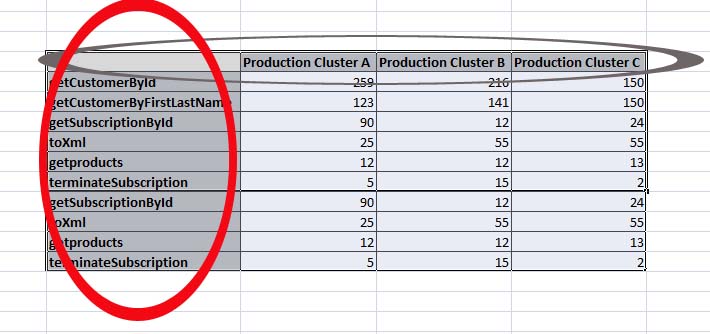 Production Cluster A Production Cluster B Production Cluster C
getCustomerById 259 216 150
getCustomerByFirstLastName 123 141 150
getSubscriptionById 90 12 24
toXml 25 55 55
getproducts 12 12 13
terminateSubscription 5 15 2
getSubscriptionById 90 12 24
toXml 25 55 55
getproducts 12 12 13
terminateSubscription 5 15 2